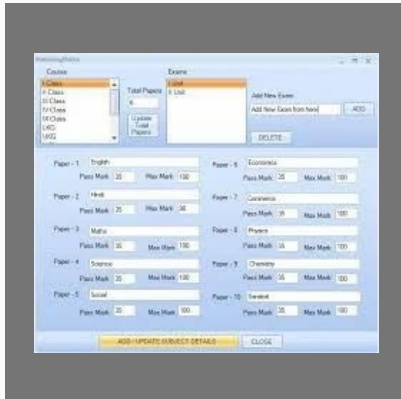 Course
Exams
I Class
II Class
III Class
IV Class
IX Class
LKG
UKG
Total Papers
6
Update Total Papers
I Unit
II Unit
Add New Exam
Add New Exam from here
ADD
DELETE
Paper - 1 English
Pass Mark 35 Max Mark 100
Paper - 2 Hindi
Pass Mark 35 Max Mark
Paper - 3 Maths
Pass Mark 35 Max Mark 100
Paper - 4 Science
Pass Mark 35 Max Mark 100
Paper - 5 Social
Pass Mark 35 Max Mark 100
Paper - 6 Economics
Pass Mark 35 Max Mark 100
Paper - 7 Commerce
Pass Mark 35 Max Mark 100
Paper - 8 Physics
Pass Mark 35 Max Mark 100
Paper - 9 Chemistry
Pass Mark 35 Max Mark 100
Paper - 10 Sanskrit
Pass Mark 35 Max Mark 100
ADD / UPDATE SUBJECT DETAILS
CLOSE